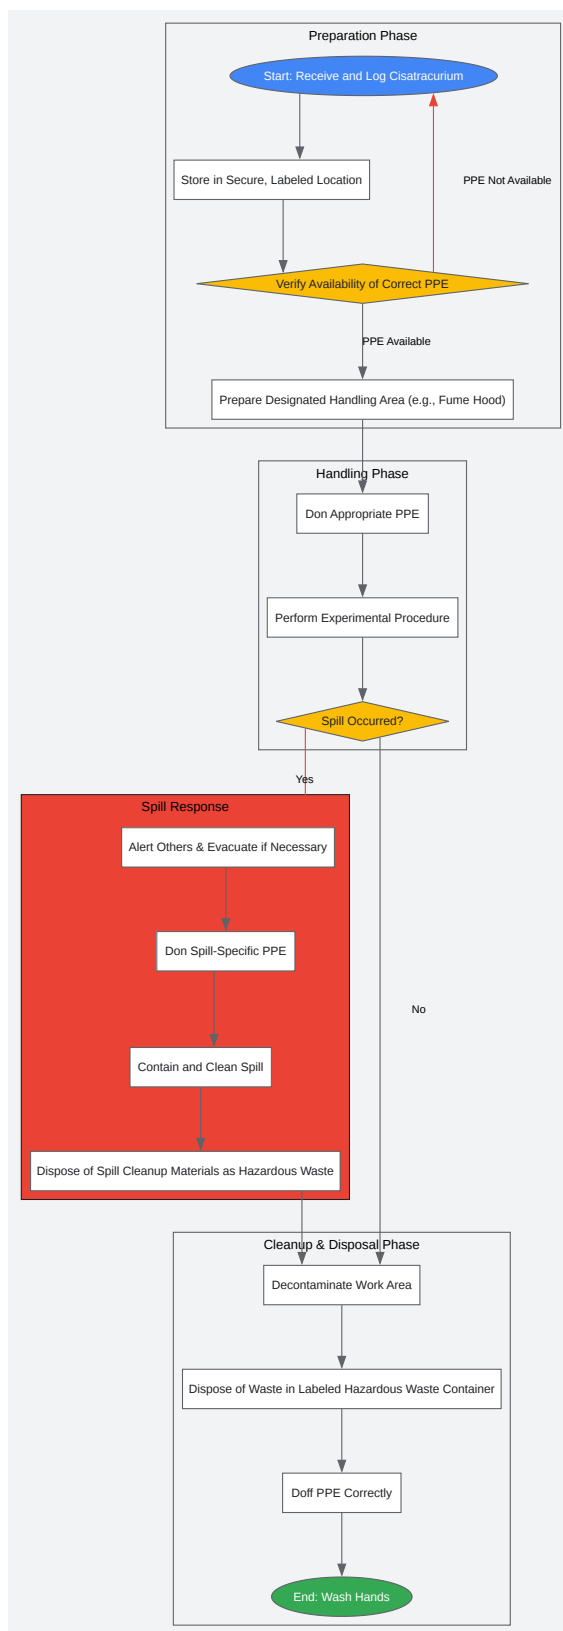 Preparation Phase
Start: Receive and Log Cisatracurium
Store in Secure, Labeled Location
PPE Not Available
Verify Availability of Correct PPE
PPE Available
Prepare Designated Handling Area (e.g., Fume Hood)
Handling Phase
Don Appropriate PPE
Perform Experimental Procedure
Spill Occurred?
Yes
Spill Response
Alert Others & Evacuate if Necessary
Don Spill-Specific PPE
No
Contain and Clean Spill
Dispose of Spill Cleanup Materials as Hazardous Waste
Cleanup & Disposal Phase
Decontaminate Work Area
Dispose of Waste in Labeled Hazardous Waste Container
Doff PPE Correctly
End: Wash Hands